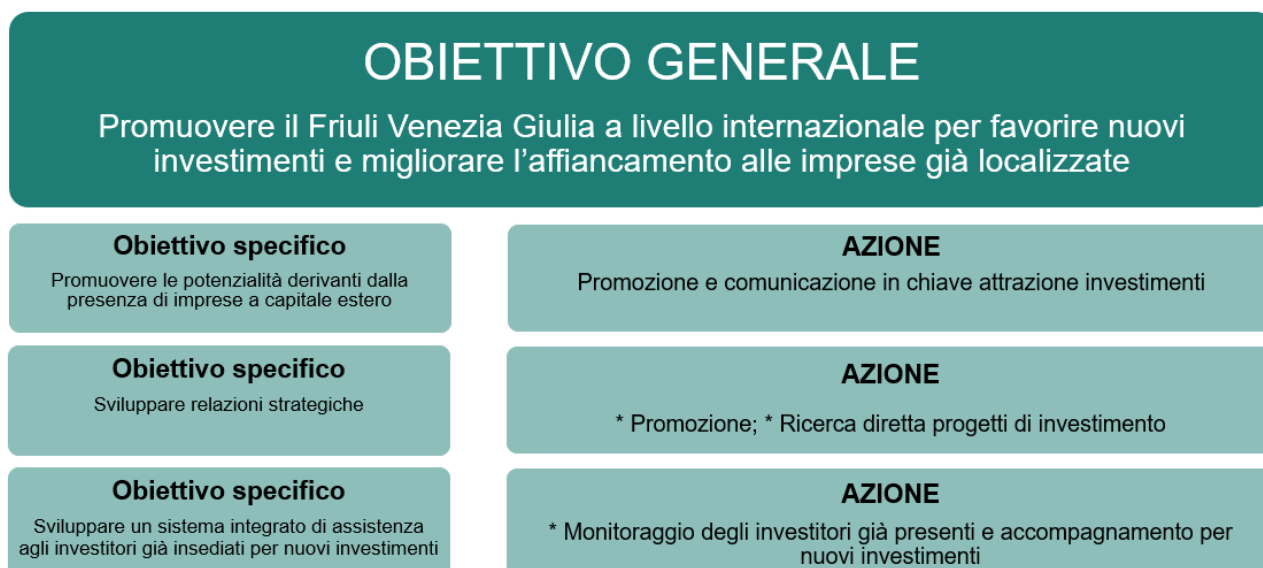 OBIETTIVO GENERALE
Promuovere il Friuli Venezia Giulia a livello internazionale per favorire nuovi
investimenti e migliorare l’affiancamento alle imprese già localizzate
Obiettivo specifico
Promuovere le potenzialità derivanti dalla
presenza di imprese a capitale estero
AZIONE
Promozione e comunicazione in chiave attrazione investimenti
Obiettivo specifico
Sviluppare relazioni strategiche
AZIONE
* Promozione; * Ricerca diretta progetti di investimento
Obiettivo specifico
Sviluppare un sistema integrato di assistenza
agli investitori già insediati per nuovi investimenti
AZIONE
* Monitoraggio degli investitori già presenti e accompagnamento per
nuovi investimenti